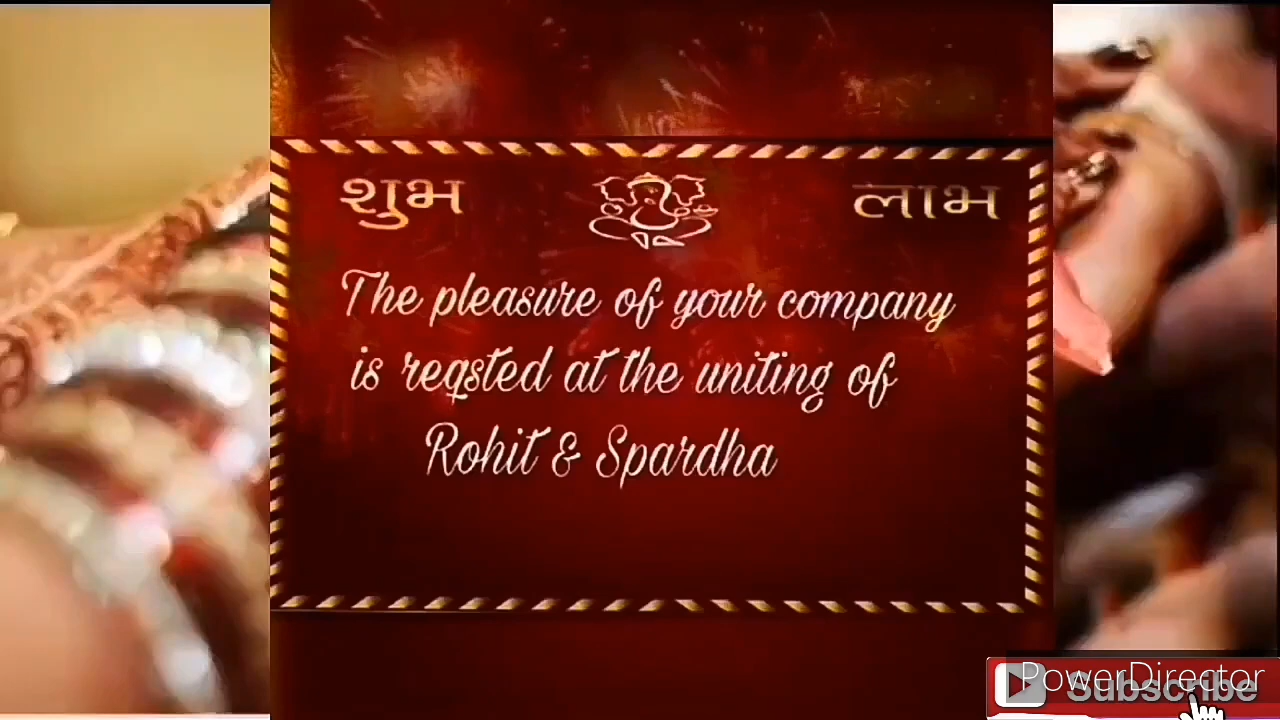 શુભ લાભ
The pleasure of your company
is reqsted at the uniting of
Rohit & Spardha
PowerDirector
Subscribe